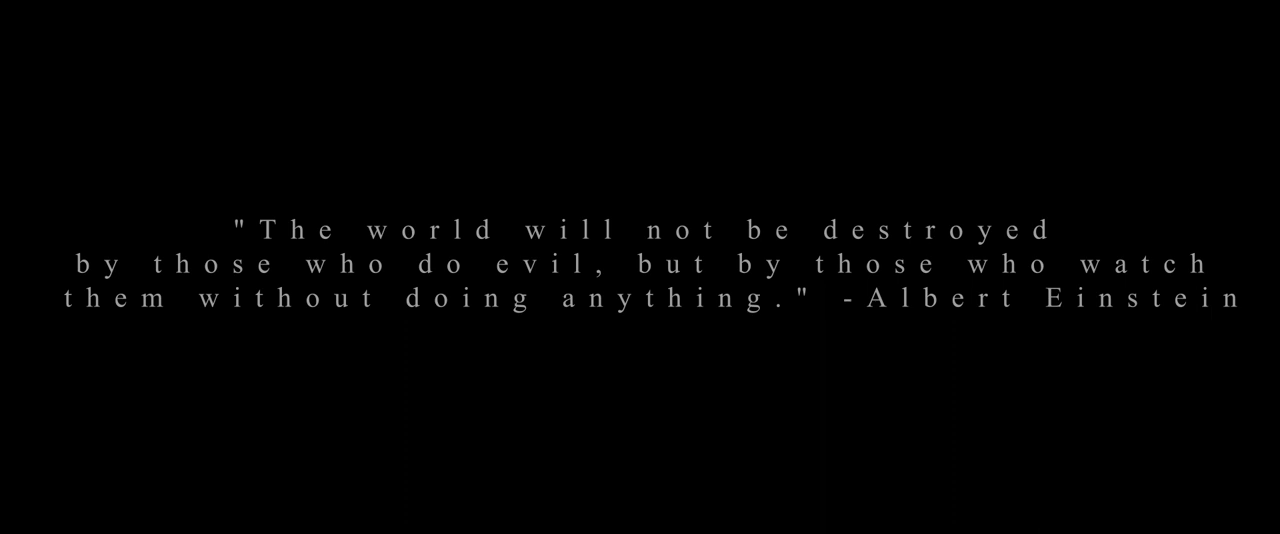 "The world will not be destroyed
by those who do evil, but by those who watch
them without doing anything." -Albert Einstein